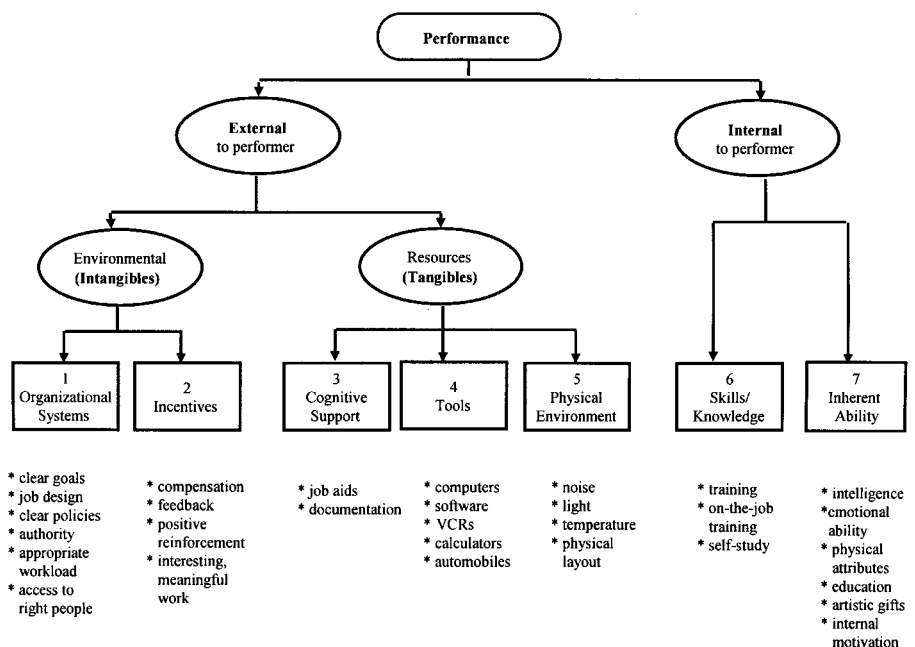 Performance
External
to performer
Internal
to performer
Environmental
(Intangibles)
Resources
(Tangibles)
1
Organizational
Systems
2
Incentives
3
Cognitive
Support
4
Tools
5
Physical
Environment
6
Skills/
Knowledge
7
Inherent
Ability
* clear goals
* job design
* clear policies
* authority
* appropriate
workload
* access to
right people
* compensation
* feedback
* positive
reinforcement
* interesting,
meaningful
work
* job aids
* documentation
* computers
* software
* VCRs
* calculators
* automobiles
* noise
* light
* temperature
* physical
layout
* training
* on-the-job
training
* self-study
* intelligence
*emotional
ability
* physical
attributes
* education
* artistic gifts
* internal
motivation